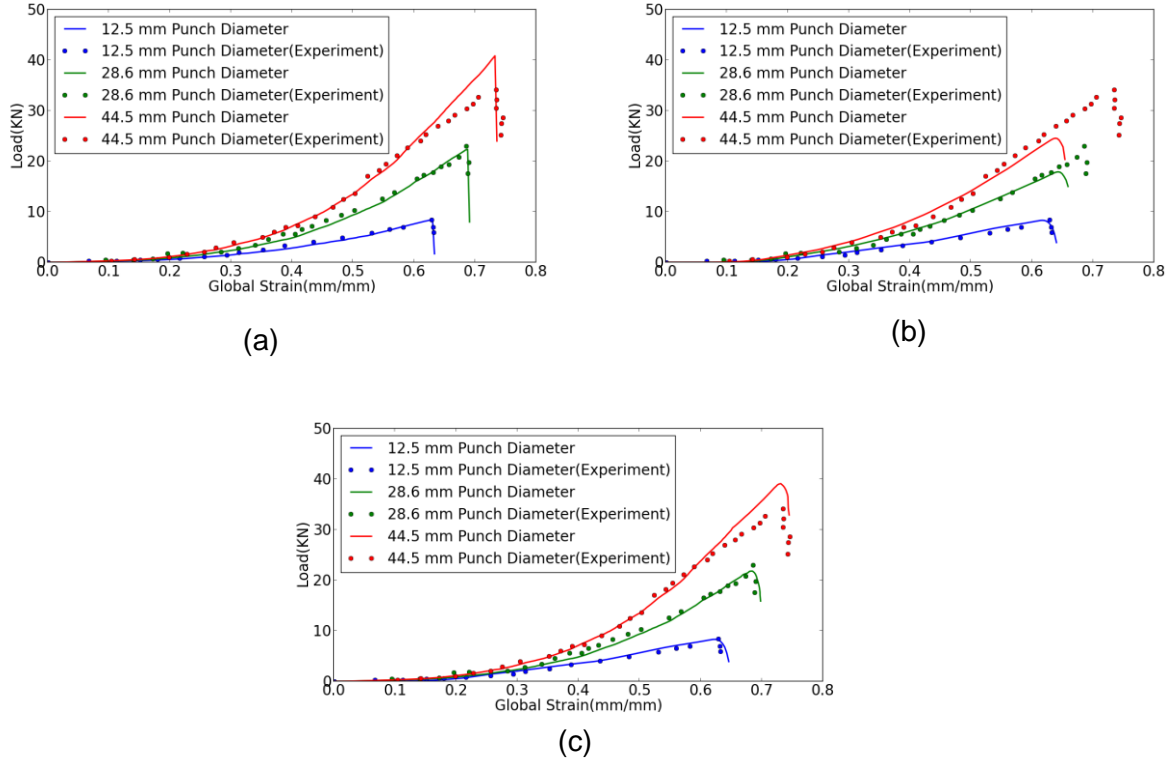 50
40
30
20
10
0
Load(KN)
12.5 mm Punch Diameter
12.5 mm Punch Diameter(Experiment)
28.6 mm Punch Diameter
28.6 mm Punch Diameter(Experiment)
44.5 mm Punch Diameter
44.5 mm Punch Diameter(Experiment)
0.0 0.1 0.2 0.3 0.4 0.5 0.6 0.7 0.8
Global Strain(mm/mm)
(a)
50
40
30
20
10
0
Load(KN)
12.5 mm Punch Diameter
12.5 mm Punch Diameter(Experiment)
28.6 mm Punch Diameter
28.6 mm Punch Diameter(Experiment)
44.5 mm Punch Diameter
44.5 mm Punch Diameter(Experiment)
0.0 0.1 0.2 0.3 0.4 0.5 0.6 0.7 0.8
Global Strain(mm/mm)
(b)
50
40
30
20
10
0
Load(KN)
12.5 mm Punch Diameter
12.5 mm Punch Diameter(Experiment)
28.6 mm Punch Diameter
28.6 mm Punch Diameter(Experiment)
44.5 mm Punch Diameter
44.5 mm Punch Diameter(Experiment)
0.0 0.1 0.2 0.3 0.4 0.5 0.6 0.7 0.8
Global Strain(mm/mm)
(c)